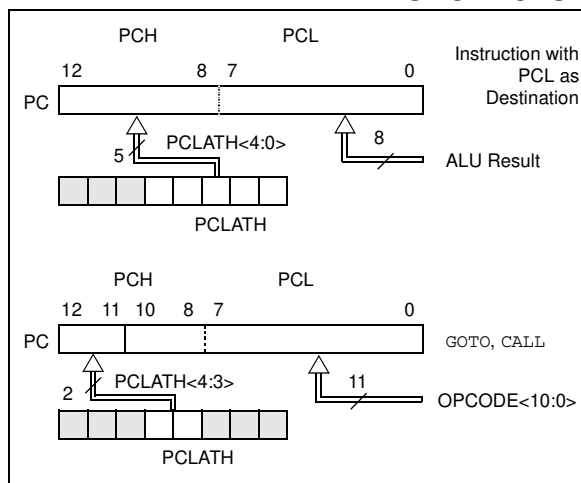 PCH PCL
12 8 7 0
Instruction with
PCL as
Destination
PC
5 PCLATH<4:0>
8
ALU Result
PCLATH
PCH PCL
12 11 10 8 7 0
PC
GOTO, CALL
2 PCLATH<4:3>
11
OPCODE<10:0>
PCLATH